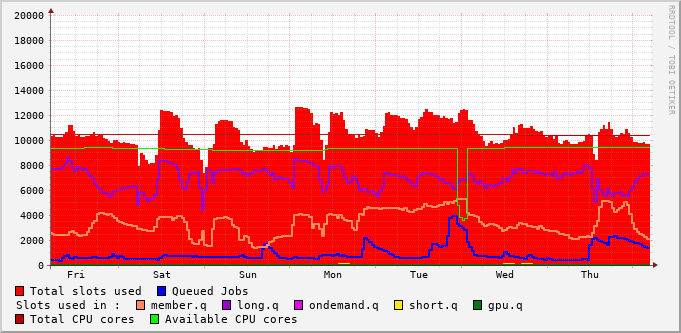 RRDTOOL / TOBI OETIKER
20000
18000
16000
14000
12000
10000
8000
6000
4000
2000
0
Fri Sat Sun Mon Tue Wed Thu
Total slots used Queued Jobs
Slots used in : member.q long.q ondemand.q short.q gpu.q
Total CPU cores Available CPU cores